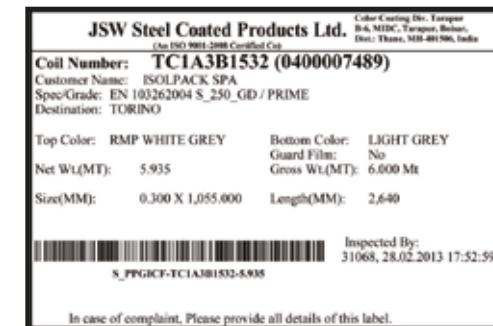 JSW Steel Coated Products Ltd.
(An ISO 9001-2008 Certified Co)
Color Coating Div. Tarapur
B-6, MIDC, Tarapur, Boisar,
Dist.: Thane, MH-401506, India
Coil Number: TC1A3B1532 (0400007489)
Customer Name: ISOLPACK SPA
Spec/Grade: EN 103262004 S_250_GD / PRIME
Destination: TORINO
Top Color: RMP WHITE GREY Bottom Color: LIGHT GREY
Guard Film: No
Net Wt.(MT): 5.935 Gross Wt.(MT): 6.000 Mt
Size(MM): 0.300 X 1,055.000 Length(MM): 2,640
Inspected By:
31068, 28.02.2013 17:52:59
S_PPGICF-TC1A3B1532-5.935
In case of complaint, Please provide all details of this label.